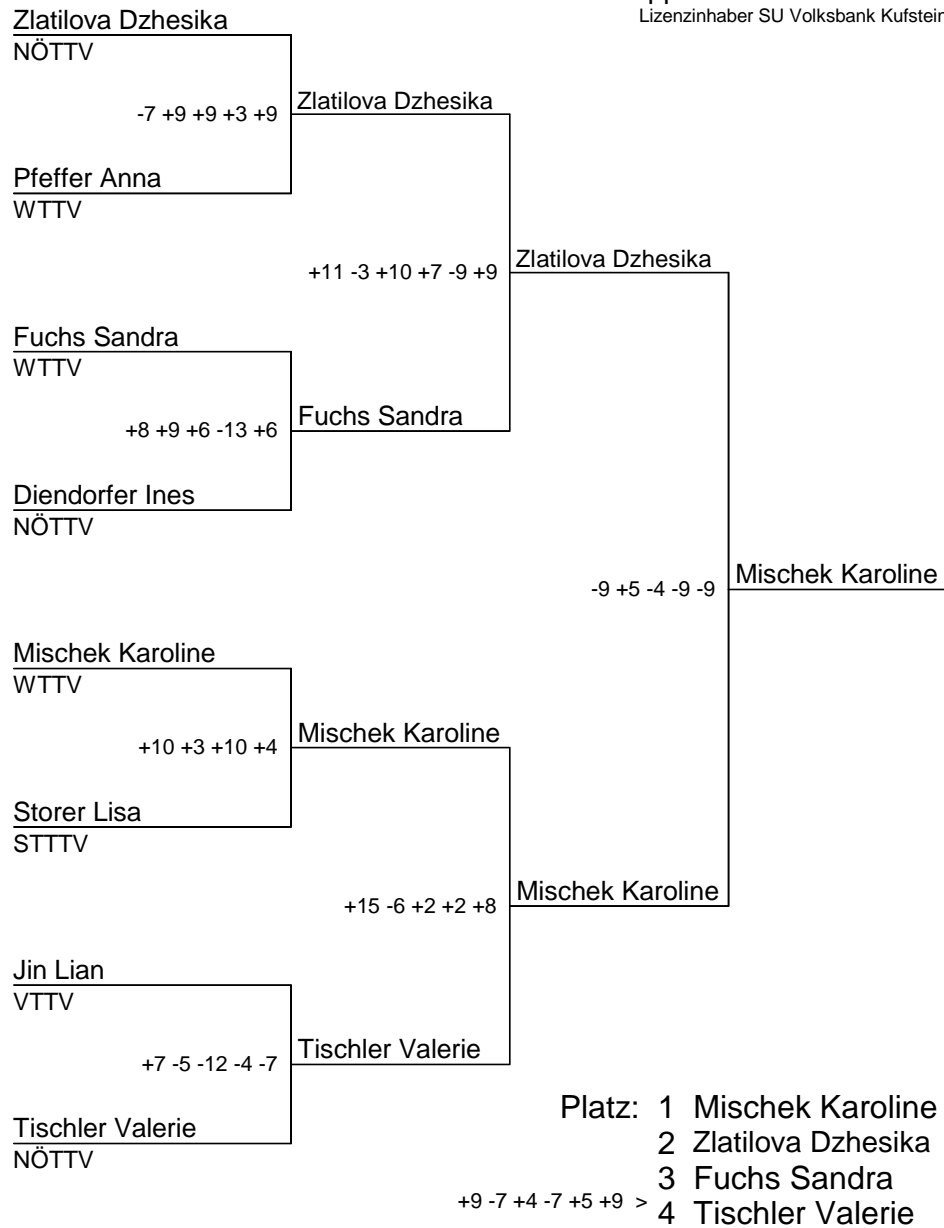 Lizenzinhaber SU Volksbank Kufstein
Zlatilova Dzhesika
NÖTTV
-7 +9 +9 +3 +9
Zlatilova Dzhesika
Pfeffer Anna
WTTV
+11 -3 +10 +7 -9 +9
Zlatilova Dzhesika
Fuchs Sandra
WTTV
+8 +9 +6 -13 +6
Fuchs Sandra
Diendorfer Ines
NÖTTV
-9 +5 -4 -9 -9
Mischek Karoline
Mischek Karoline
WTTV
+10 +3 +10 +4
Mischek Karoline
Storer Lisa
STTTV
+15 -6 +2 +2 +8
Mischek Karoline
Jin Lian
VTTV
+7 -5 -12 -4 -7
Tischler Valerie
Tischler Valerie
NÖTTV
Platz: 1 Mischek Karoline
2 Zlatilova Dzhesika
3 Fuchs Sandra
+9 -7 +4 -7 +5 +9 >
4 Tischler Valerie